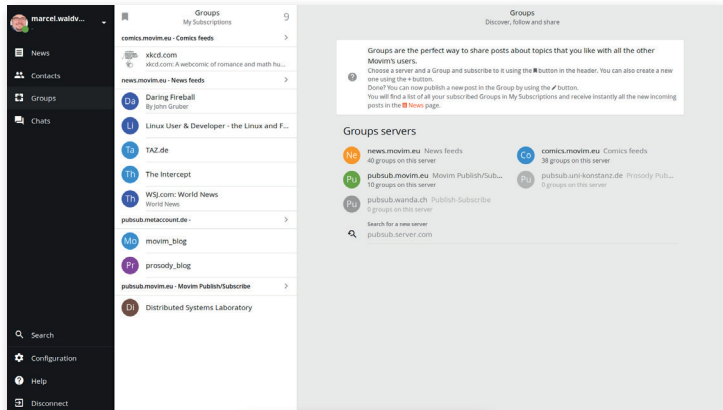 marcel.waldv...
News
Contacts
Groups
Chats
Search
Configuration
Help
Disconnect
Groups
My Subscriptions
9
comics.movim.eu - Comics feeds
xkcd.com
xkcd.com: A webcomic of romance and math hu...
news.movim.eu - News feeds
Da
Daring Fireball
By John Gruber
Li
Linux User & Developer - the Linux and F...
Ta
TAZ.de
Th
The Intercept
Th
WSJ.com: World News
World News
pubsub.metaccount.de -
Mo
movim_blog
Pr
prosody_blog
pubsub.movim.eu - Movim Publish/Subscribe
Di
Distributed Systems Laboratory
Groups
Discover, follow and share
Groups are the perfect way to share posts about topics that you like with all the other
Movim's users.
Choose a server and a Group and subscribe to it using the button in the header. You can also create a new
one using the + button.
Done? You can now publish a new post in the Group by using the button.
You will find a list of all your subscribed Groups in My Subscriptions and receive instantly all the new incoming
posts in the News page.
Groups servers
Ne
news.movim.eu News feeds
40 groups on this server
Co
comics.movim.eu Comics feeds
38 groups on this server
Pu
pubsub.movim.eu Movim Publish/Sub...
10 groups on this server
Pu
pubsub.uni-konstanz.de Prosody Pub...
0 groups on this server
Pu
pubsub.wanda.ch Publish-Subscribe
0 groups on this server
Search for a new server
pubsub.server.com